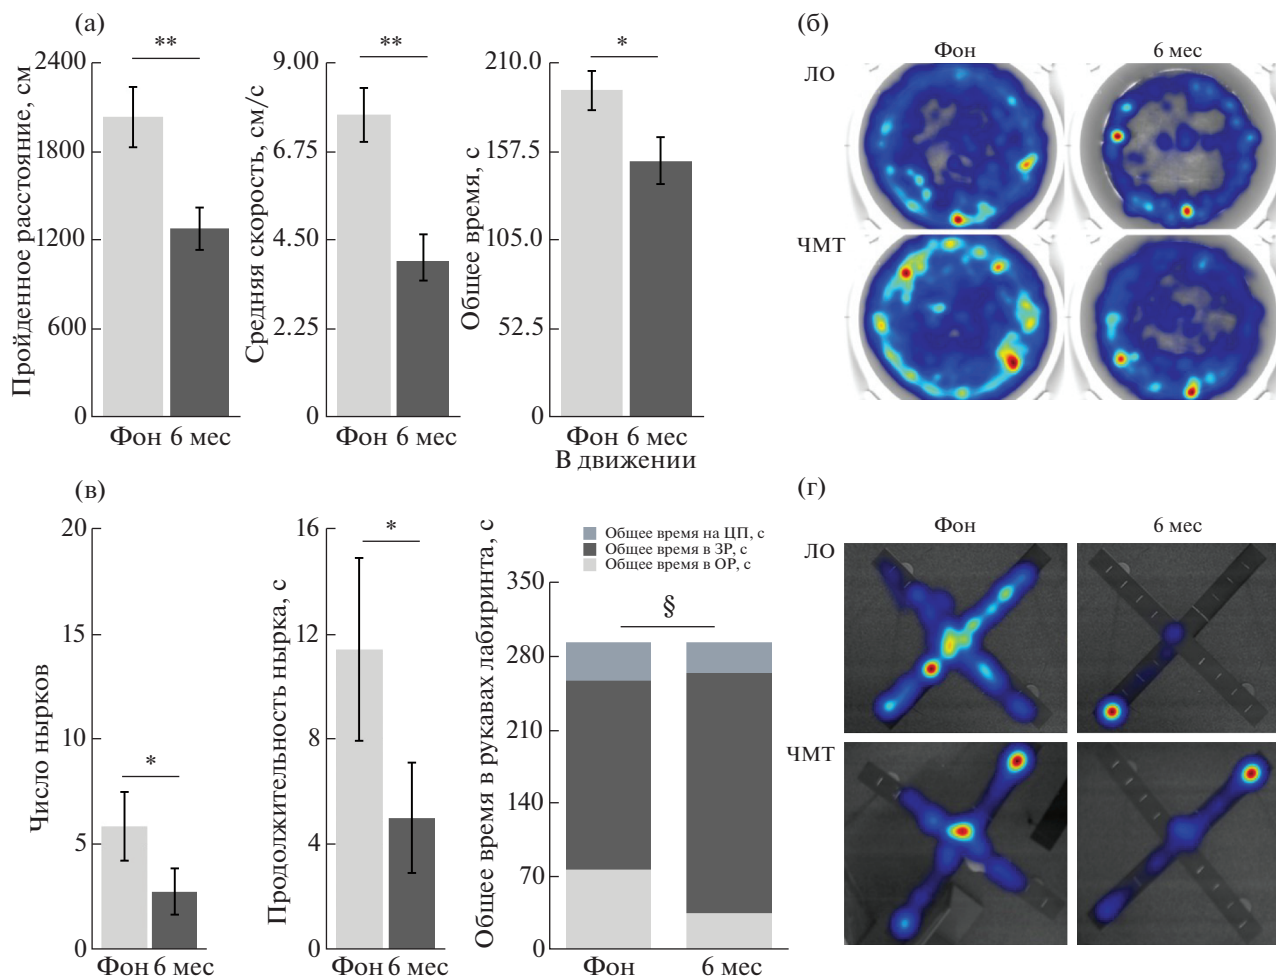 (а)
Пройденное расстояние, см
2400
1800
1200
600
0
**
Фон 6 мес
Средняя скорость, см/с
9.00
6.75
4.50
2.25
0
**
Фон 6 мес
Общее время, с
210.0
157.5
105.0
52.5
0
*
Фон 6 мес
В движении
(б)
Фон
6 мес
ЛО
ЧМТ
(в)
Число нырков
20
15
10
5
0
*
Фон 6 мес
Продолжительность нырка, с
16
12
8
4
0
*
Фон 6 мес
Общее время в рукавах лабиринта, с
Общее время на ЦП, с
Общее время в ЗР, с
Общее время в ОР, с
350
280
210
140
70
0
§
Фон
6 мес
(г)
Фон
6 мес
ЛО
ЧМТ